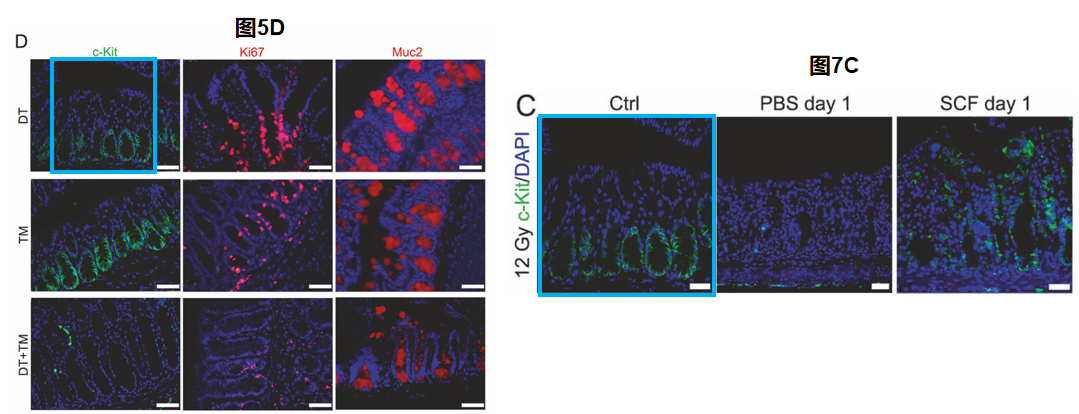 图5D
D
c-Kit
Ki67
Muc2
DT
TM
DT+TM
图7C
C
Ctrl
PBS day 1
SCF day 1
12 Gy c-Kit/DAPI